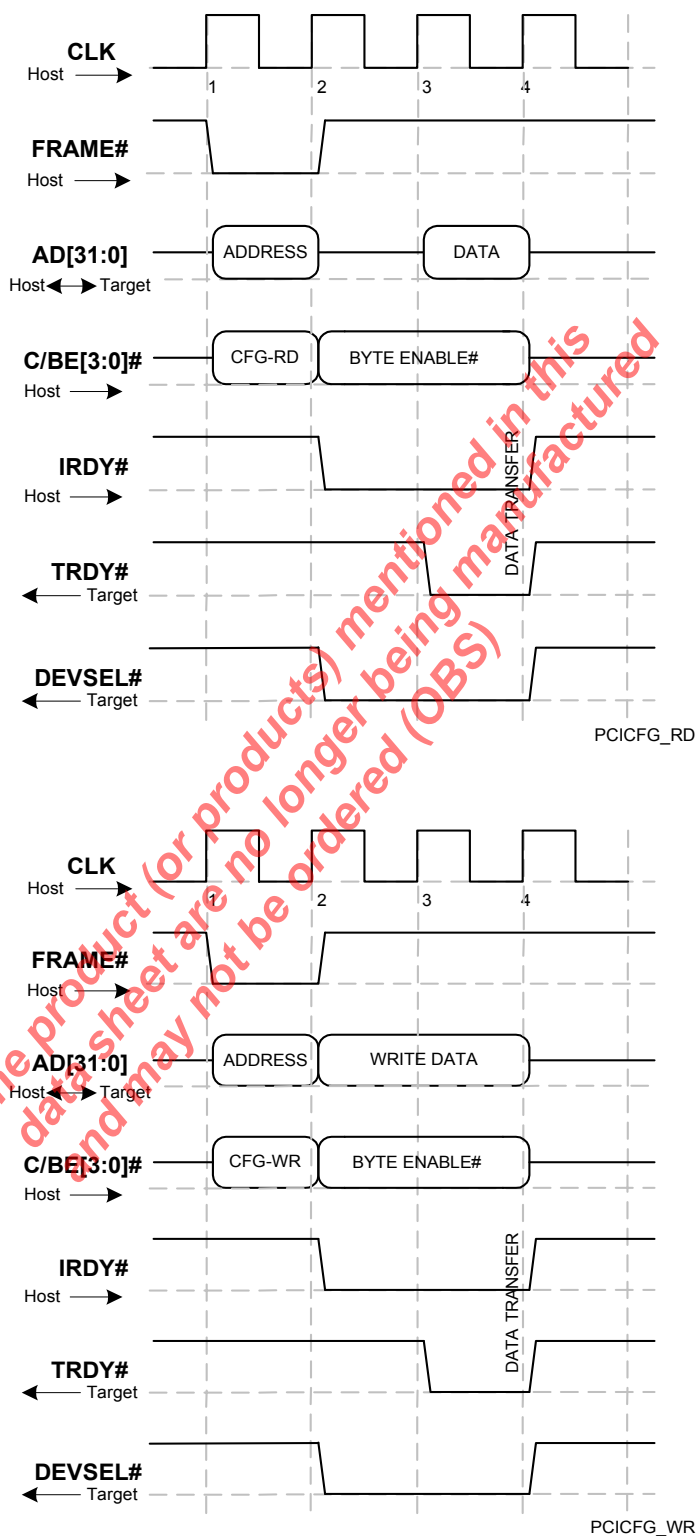 CLK
Host
1
2
3
4
FRAME#
Host
AD[31:0]
Host
Target
ADDRESS
DATA
C/BE[3:0]#
Host
CFG-RD
BYTE ENABLE#
IRDY#
Host
DATA TRANSFER
TRDY#
Target
DEVSEL#
Target
PCICFG_RD
CLK
Host
1
2
3
4
FRAME#
Host
AD[31:0]
Host
Target
ADDRESS
WRITE DATA
C/BE[3:0]#
Host
CFG-WR
BYTE ENABLE#
IRDY#
Host
DATA TRANSFER
TRDY#
Target
DEVSEL#
Target
PCICFG_WR
product (or products) mentioned in this
data sheet are no longer being manufactured
and may not be ordered (OBS)